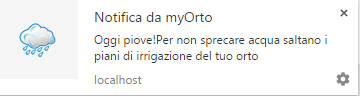 Notifica da myOrto
Oggi piove!Per non sprecare acqua saltano i
piani di irrigazione del tuo orto
localhost